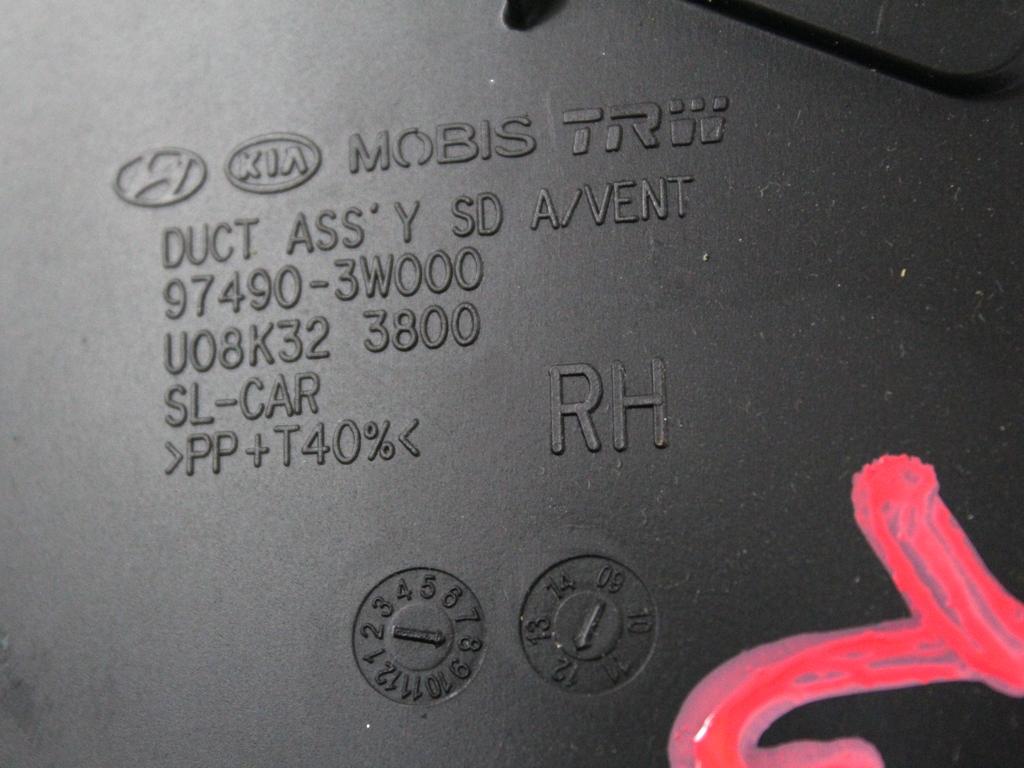 KIA MOBIS TRW
DUCT ASS'Y SD A/VENT
97490-3W000
U08K32 3800
SL-CAR
>PP+T40%<
RH
1 2 3 4 5 6 7 8 9 10 11 12
09 10 11 12 13 14